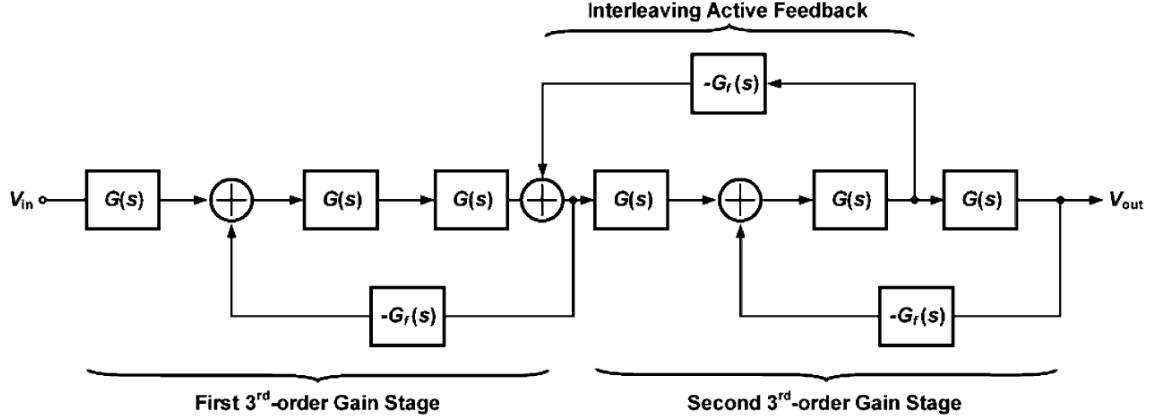 Interleaving Active Feedback
-Gf(s)
Vin
G(s)
G(s)
G(s)
G(s)
G(s)
G(s)
Vout
-Gf(s)
-Gf(s)
First 3rd-order Gain Stage
Second 3rd-order Gain Stage